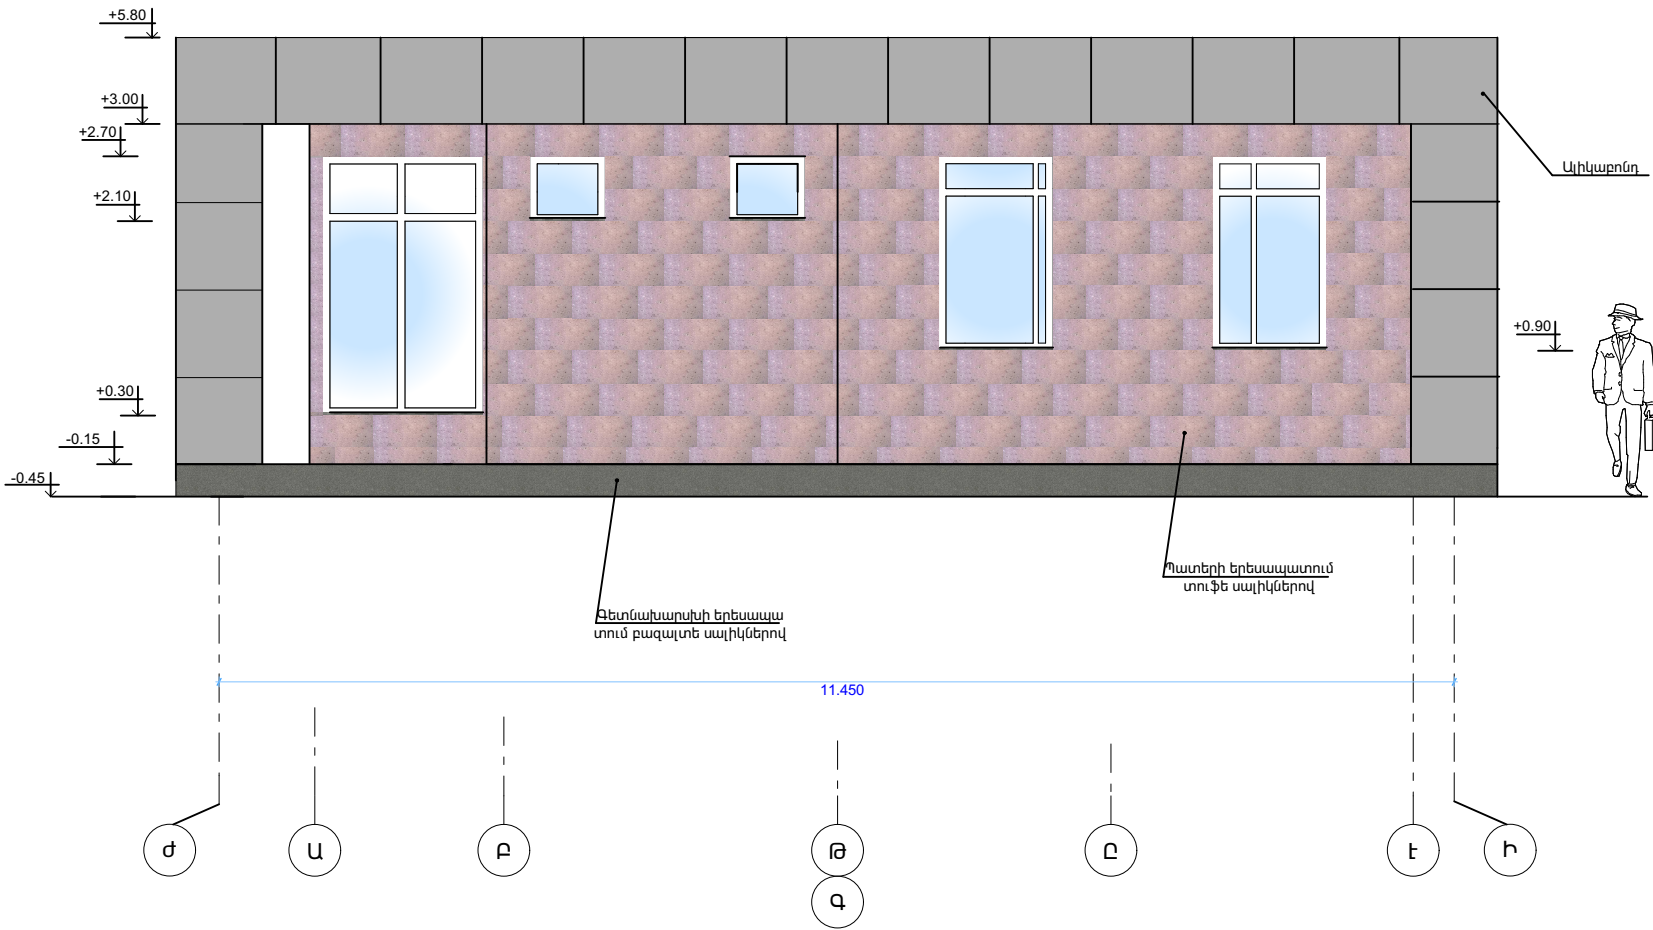 +5.80
+3.00
+2.70
+2.10
Ալիկաբոնդ
+0.90
+0.30
-0.15
-0.45
Պատերի երեսապատում
տուֆե սալիկներով
Գետնախարսխի երեսապա
տում բազալտե սալիկներով
11.450
Ժ Ա Բ Թ Ը Է Ի
Գ